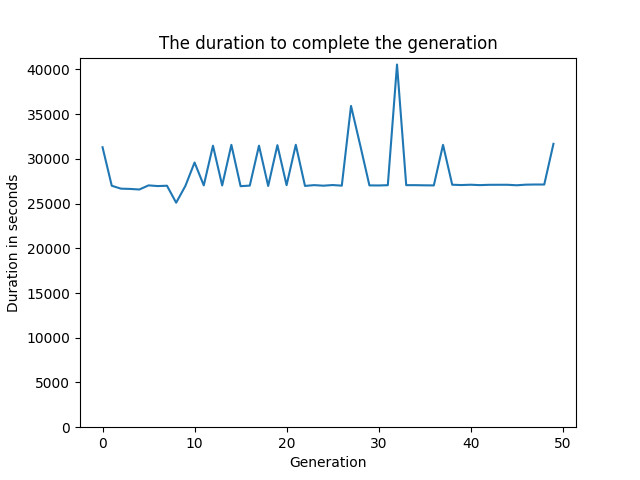 The duration to complete the generation
40000
35000
30000
25000
20000
15000
10000
5000
0
Duration in seconds
0 10 20 30 40 50
Generation